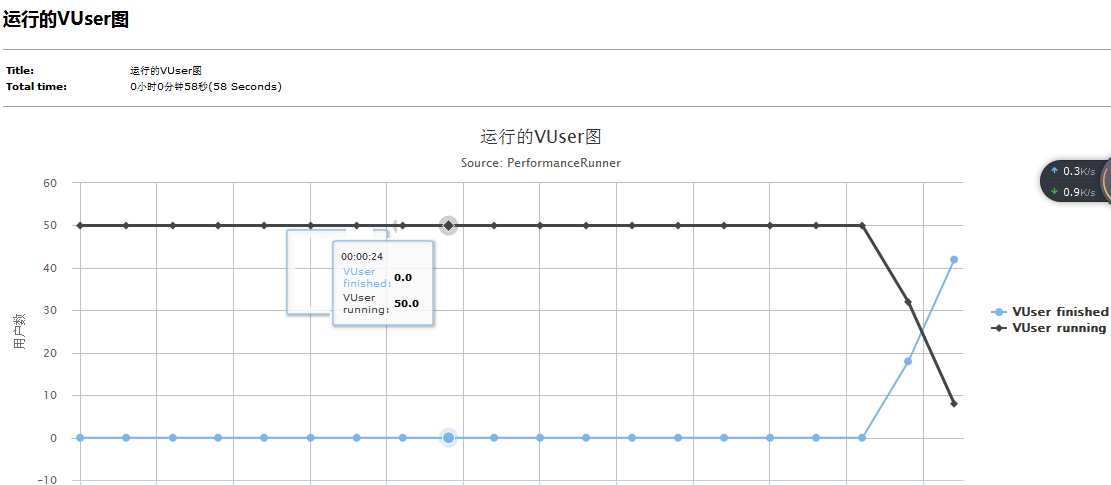 运行的VUser图
Title: 运行的VUser图
Total time: 0小时0分钟58秒(58 Seconds)
运行的VUser图
Source: PerformanceRunner
60
50
40
30
20
10
0
-10
用户数
00:00:24
VUser finished: 0.0
VUser running: 50.0
0.3K/s
0.9K/s
VUser finished
VUser running